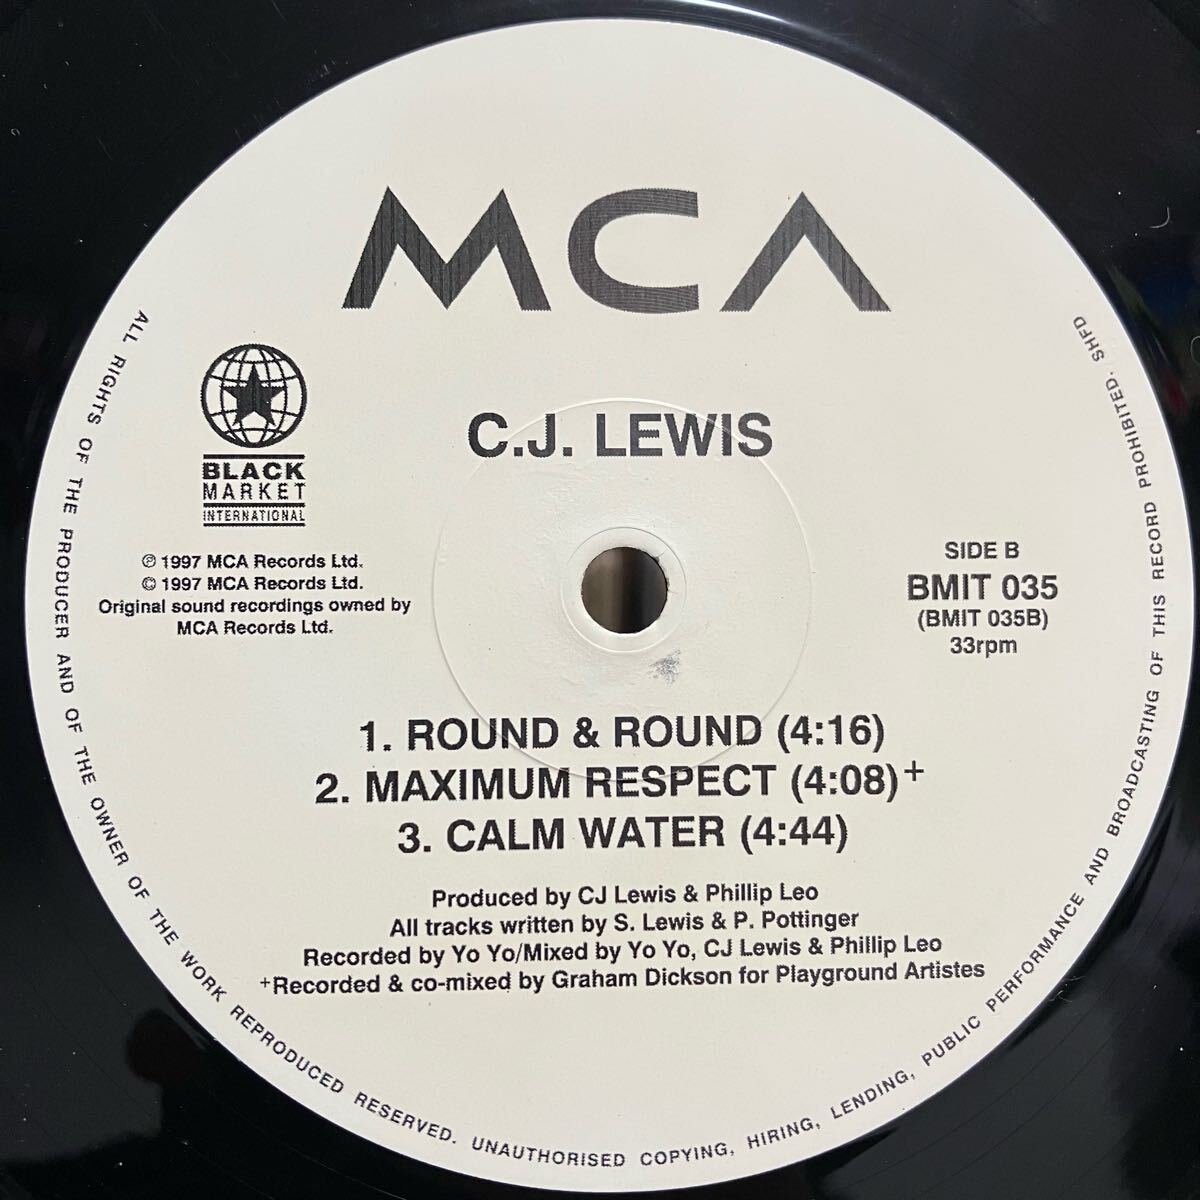 MCA
C.J. LEWIS
BLACK
MARKET
INTERNATIONAL
℗ 1997 MCA Records Ltd.
© 1997 MCA Records Ltd.
Original sound recordings owned by
MCA Records Ltd.
SIDE B
BMIT 035
(BMIT 035B)
33rpm
1. ROUND & ROUND (4:16)
2. MAXIMUM RESPECT (4:08)+
3. CALM WATER (4:44)
Produced by CJ Lewis & Phillip Leo
All tracks written by S. Lewis & P. Pottinger
Recorded by Yo Yo/Mixed by Yo Yo, CJ Lewis & Phillip Leo
+Recorded & co-mixed by Graham Dickson for Playground Artistes
ALL RIGHTS OF THE PRODUCER AND OF THE OWNER OF THE WORK REPRODUCED RESERVED. UNAUTHORISED COPYING, HIRING, LENDING, PUBLIC PERFORMANCE AND BROADCASTING OF THIS RECORD PROHIBITED. SHFD